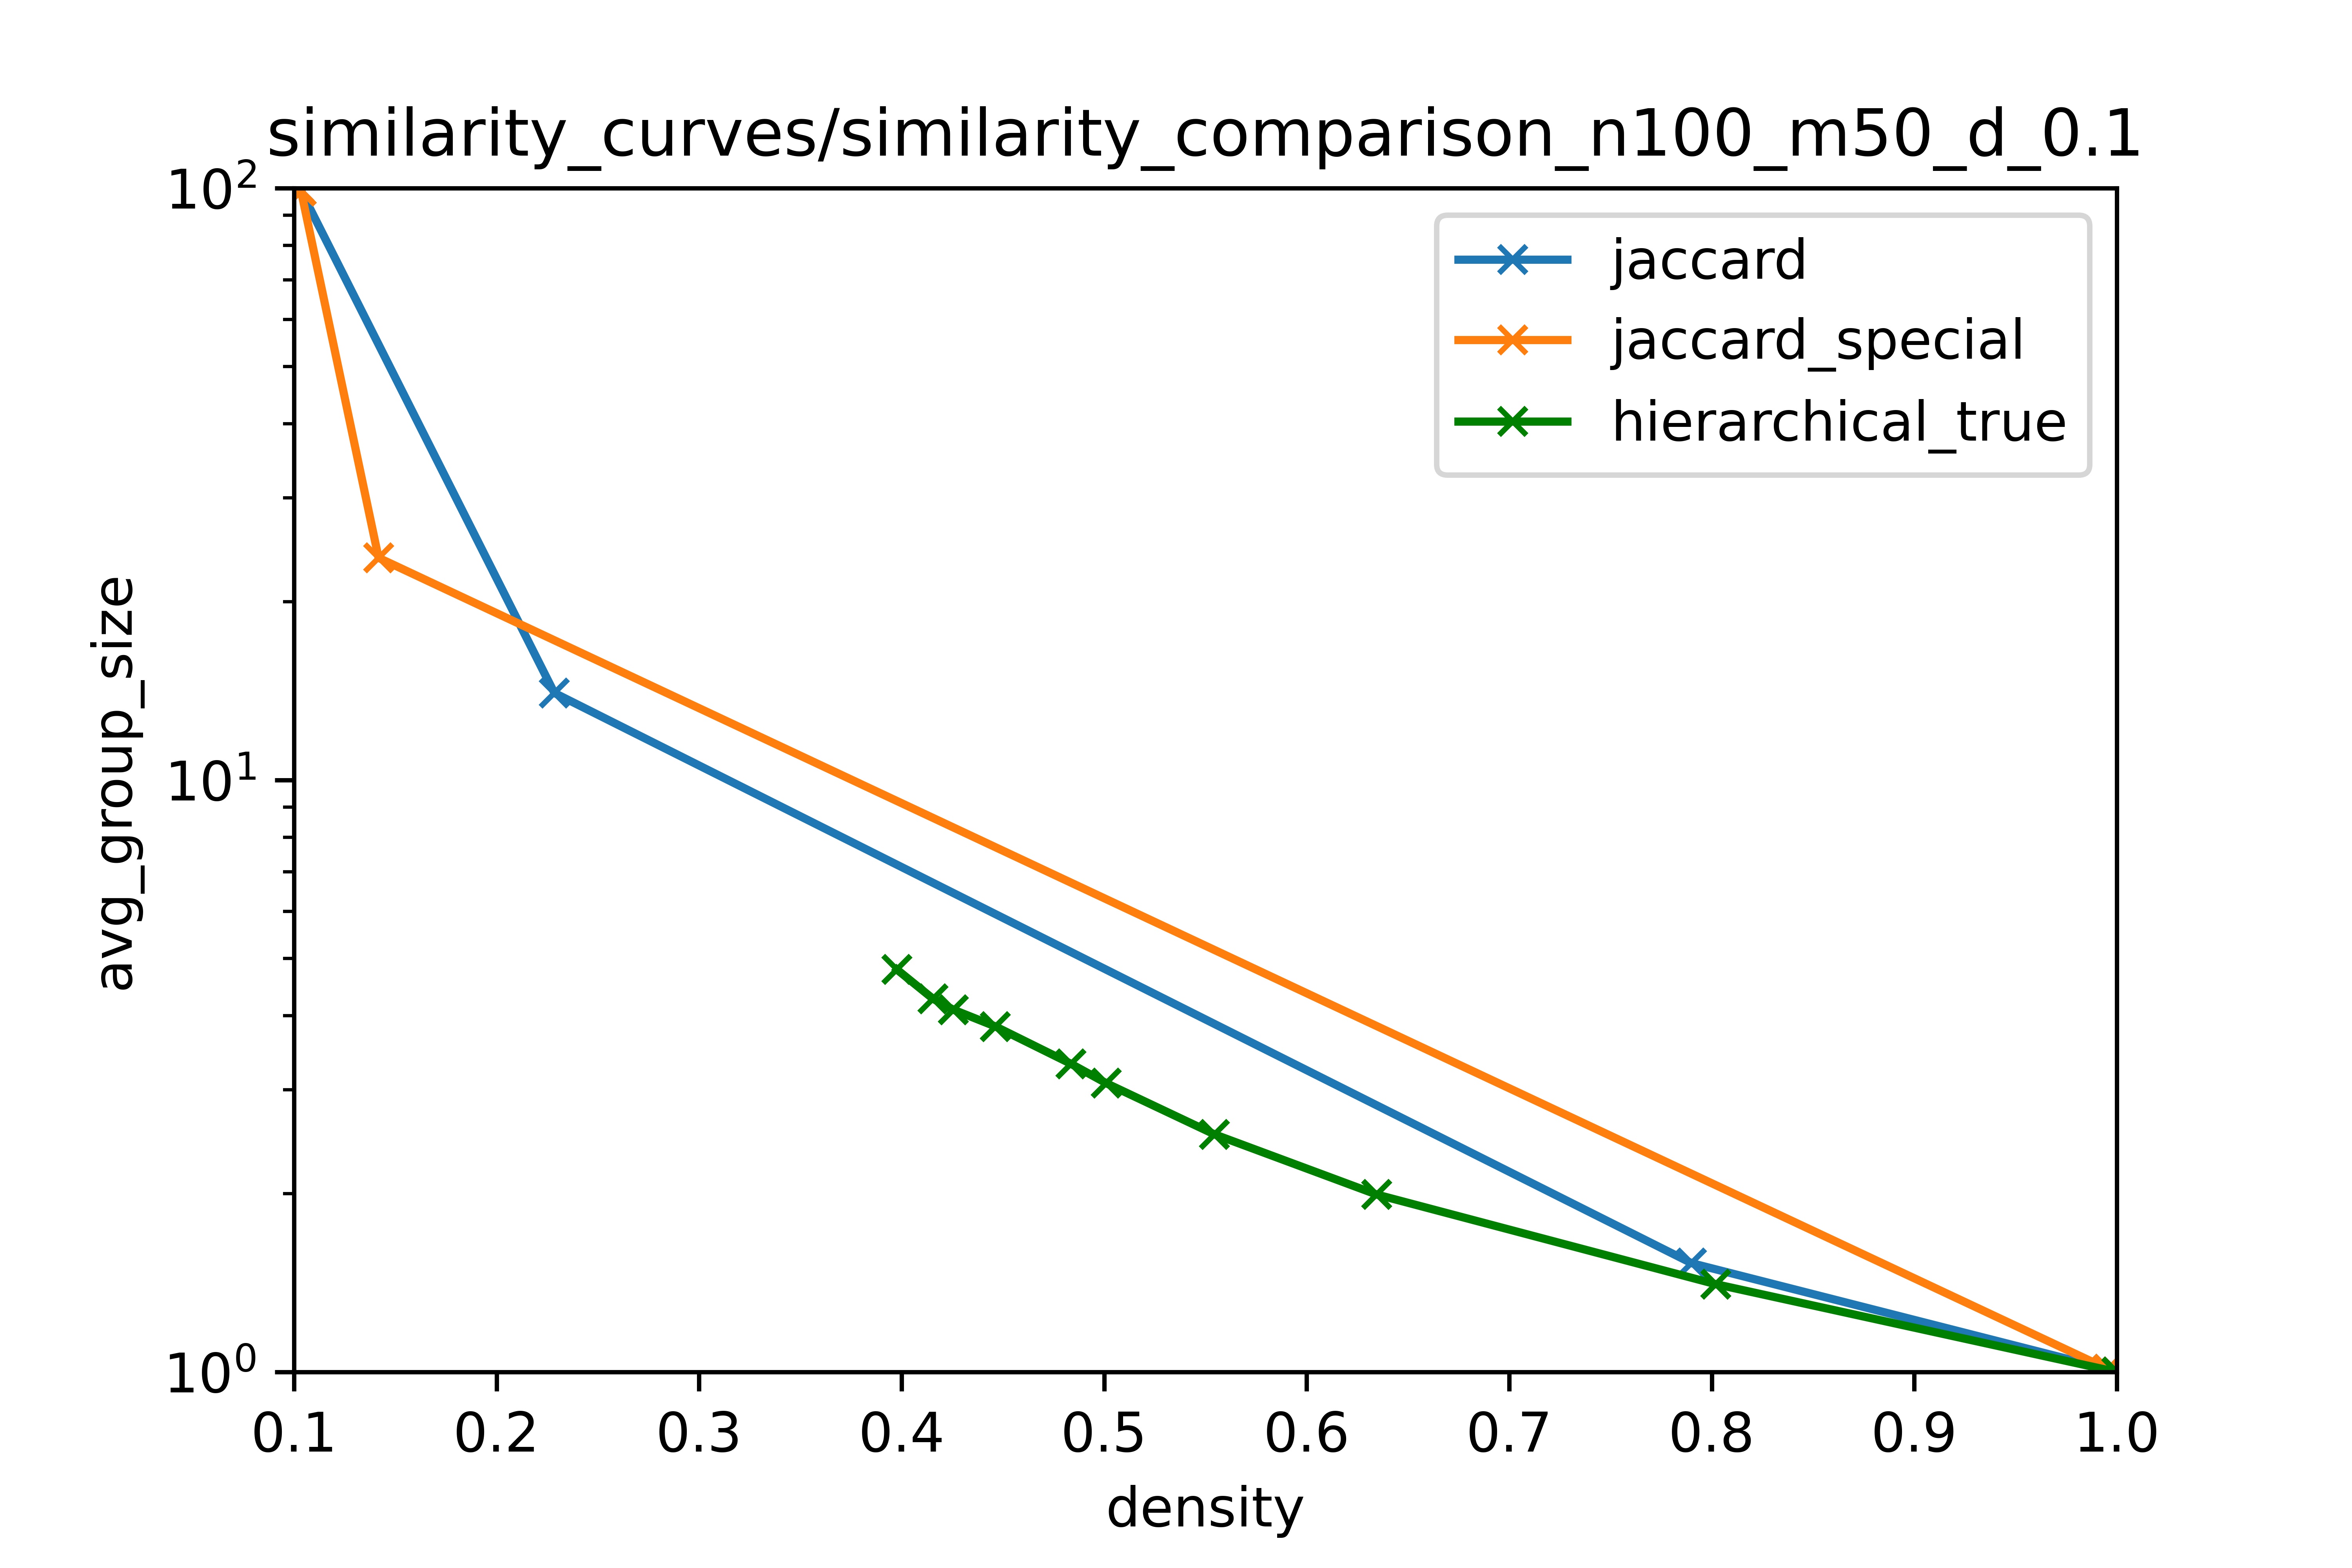 similarity_curves/similarity_comparison_n100_m50_d_0.1
10²
jaccard
jaccard_special
hierarchical_true
avg_group_size
10¹
10⁰
0.1 0.2 0.3 0.4 0.5 0.6 0.7 0.8 0.9 1.0
density